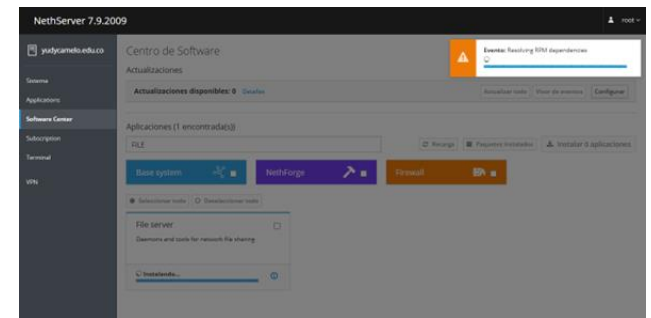 NethServer 7.9.2009
root
yudycamelo.edu.co
Sistema
Applications
Software Center
Subscription
Terminal
VPN
Centro de Software
Actualizaciones
Actualizaciones disponibles: 0 Detalles
Actualizar todo Visor de eventos Configurar
Evento: Resolving RPM dependencies
Aplicaciones (1 encontrada(s))
FILE
Recarga Paquetes instalados Instalar 0 aplicaciones
Base system NethForge Firewall
Seleccionar todo Deseleccionar todo
File server
Daemons and tools for network file sharing
Instalando...